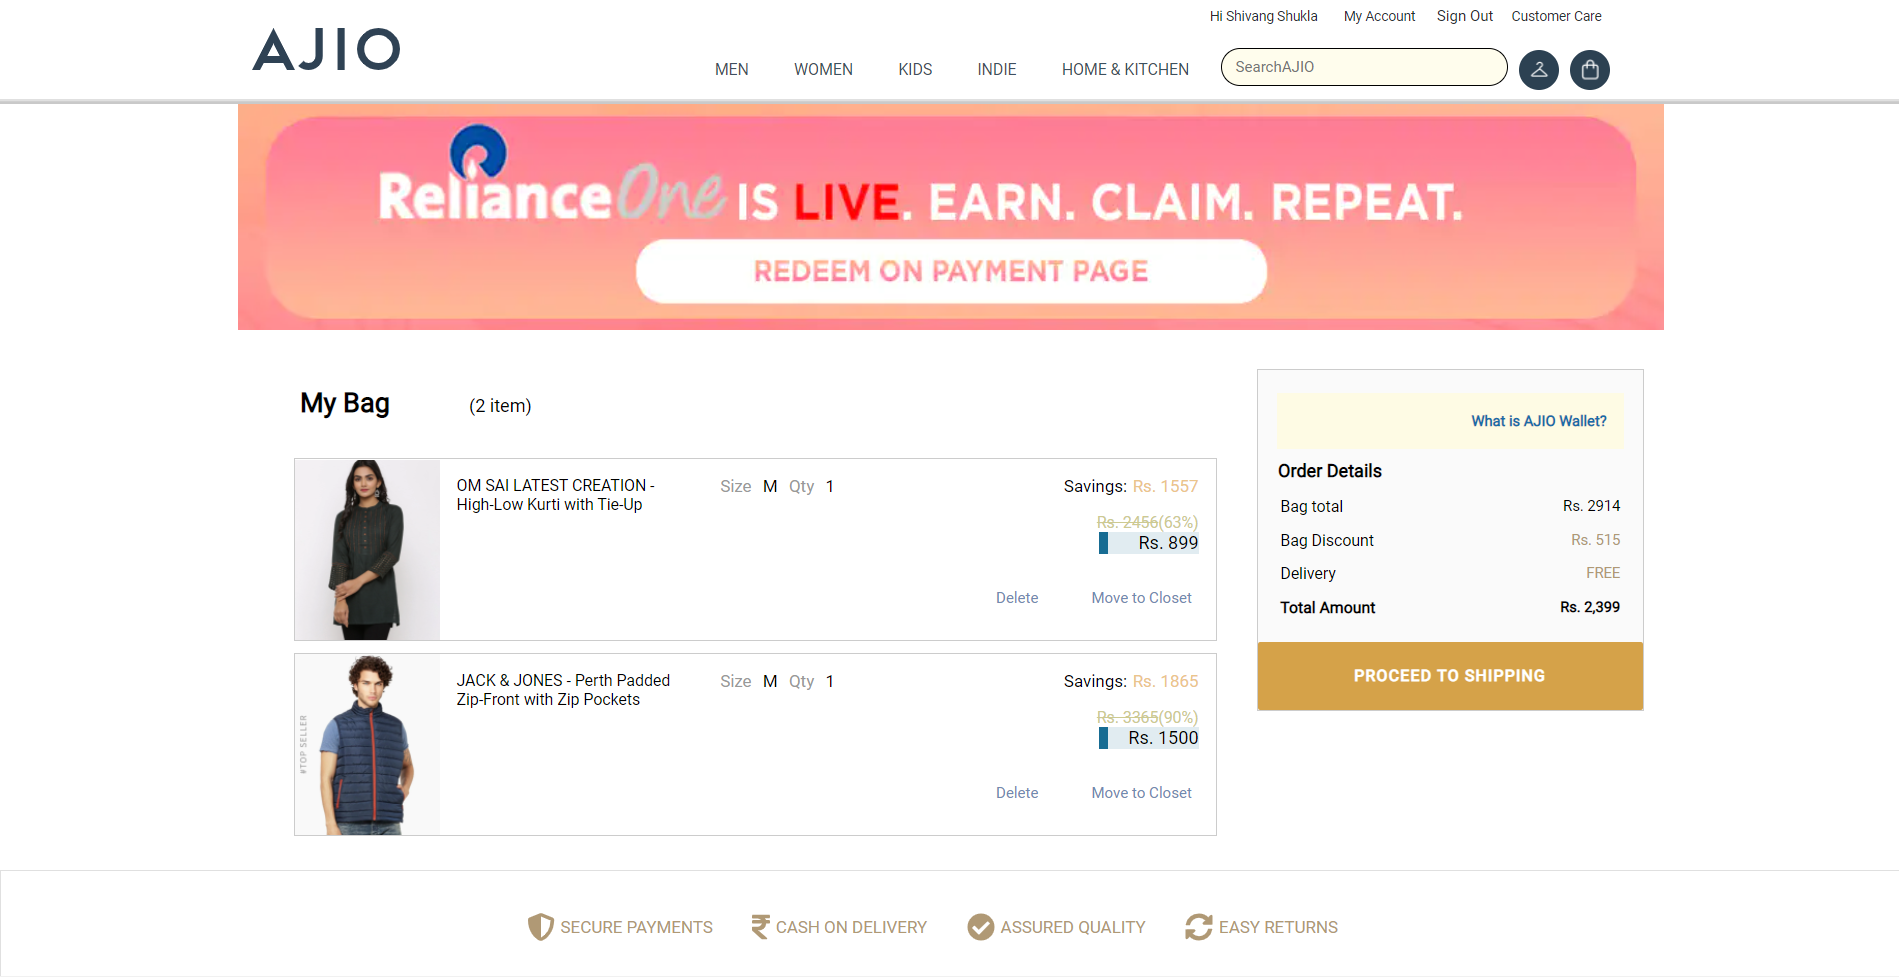 Hi Shivang Shukla My Account Sign Out Customer Care
AJIO
MEN WOMEN KIDS INDIE HOME & KITCHEN SearchAJIO
RelianceOne IS LIVE. EARN. CLAIM. REPEAT.
REDEEM ON PAYMENT PAGE
My Bag (2 item)
OM SAI LATEST CREATION -
High-Low Kurti with Tie-Up
Size M Qty 1
Savings: Rs. 1557
Rs. 2456(63%)
Rs. 899
Delete Move to Closet
#TOP SELLER
JACK & JONES - Perth Padded
Zip-Front with Zip Pockets
Size M Qty 1
Savings: Rs. 1865
Rs. 3365(90%)
Rs. 1500
Delete Move to Closet
What is AJIO Wallet?
Order Details
Bag total Rs. 2914
Bag Discount Rs. 515
Delivery FREE
Total Amount Rs. 2,399
PROCEED TO SHIPPING
SECURE PAYMENTS ₹ CASH ON DELIVERY ASSURED QUALITY EASY RETURNS